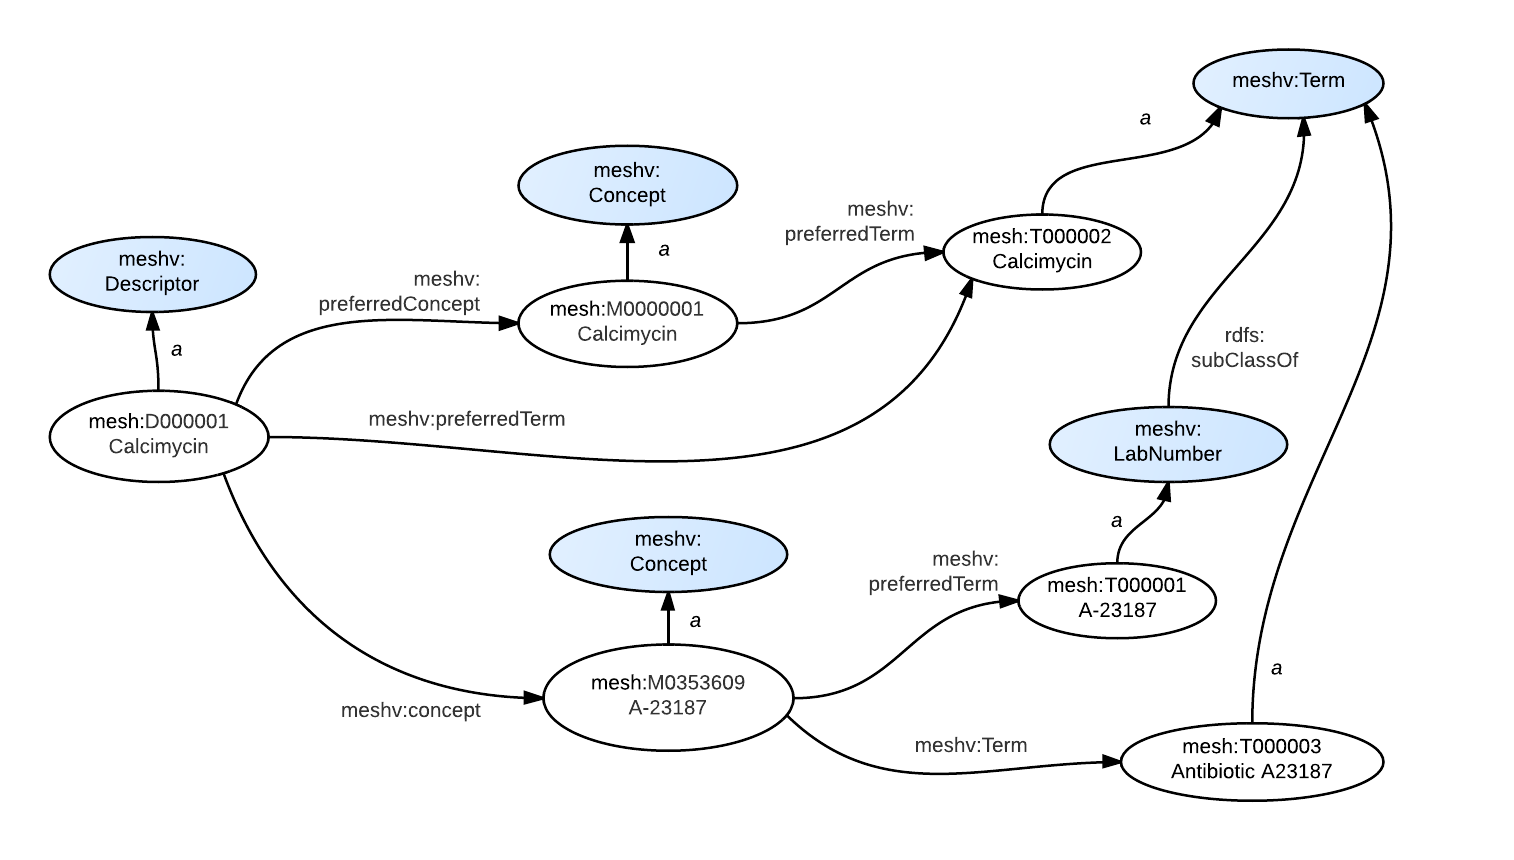 meshv:Term
a
meshv:
Concept
a
meshv:
preferredTerm
mesh:T000002
Calcimycin
meshv:
Descriptor
a
meshv:
preferredConcept
mesh:M0000001
Calcimycin
rdfs:
subClassOf
mesh:D000001
Calcimycin
meshv:preferredTerm
meshv:
LabNumber
a
meshv:
Concept
a
meshv:
preferredTerm
mesh:T000001
A-23187
meshv:concept
mesh:M0353609
A-23187
a
meshv:Term
mesh:T000003
Antibiotic A23187